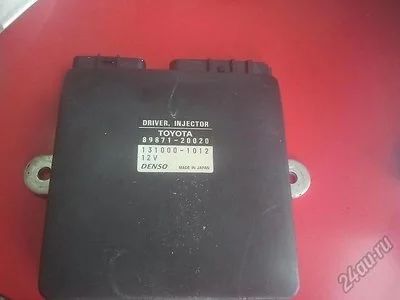 DRIVER, INJECTOR
TOYOTA
89871-20020
131000-1012
12V
DENSO MADE IN JAPAN
24au.ru